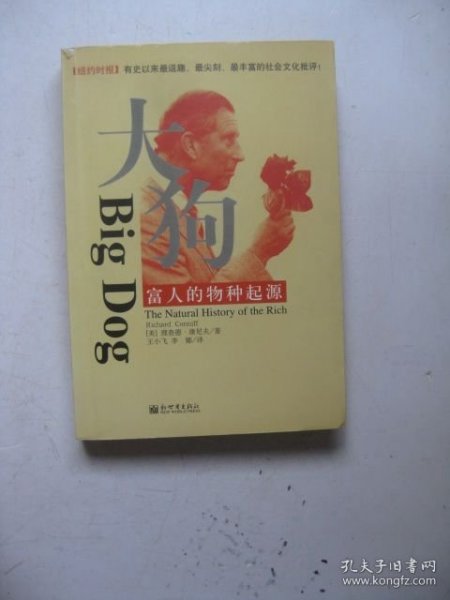 【纽约时报】有史以来最逗趣、最尖刻、最丰富的社会文化批评!
大狗
Big Dog
富人的物种起源
The Natural History of the Rich
Richard Conniff
[美] 理查德·康尼夫/著
王小飞 李 娜/译
新世界出版社
NEW WORLD PRESS
孔夫子旧书网
www.kongfz.com